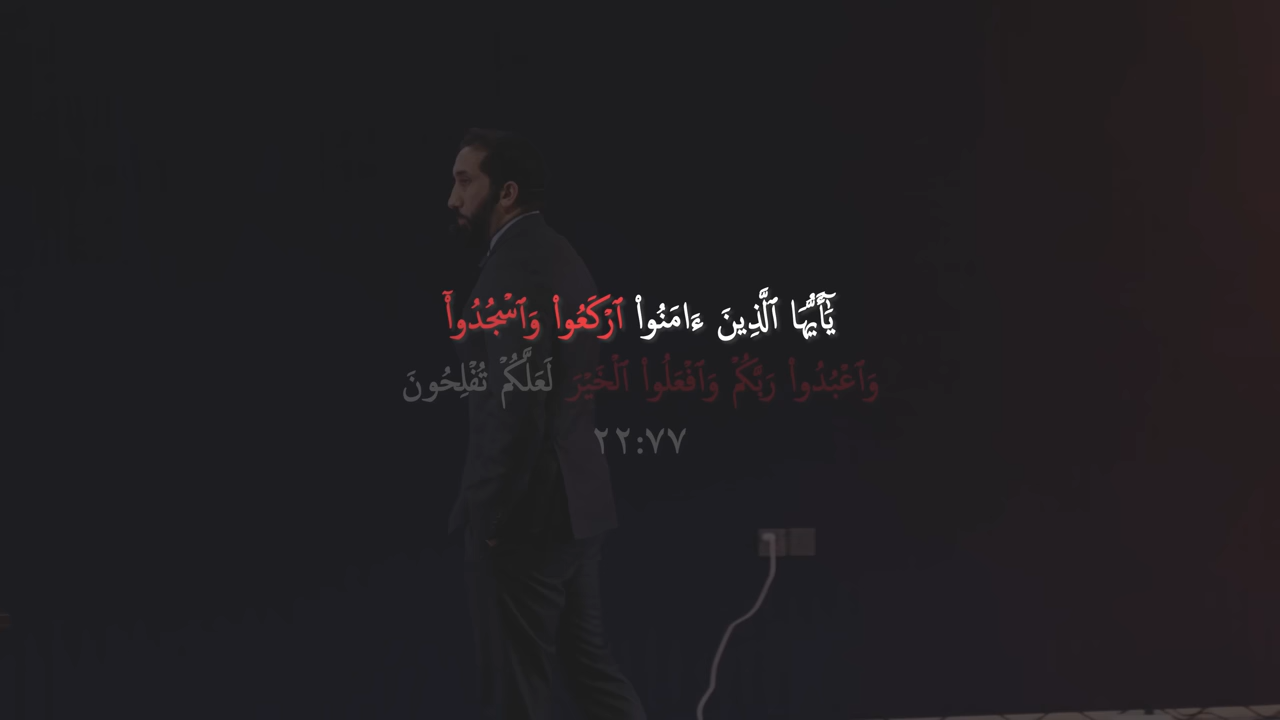 يَٰٓأَيُّهَا ٱلَّذِينَ ءَامَنُوا۟ ٱرْكَعُوا۟ وَٱسْجُدُوا۟
وَٱعْبُدُوا۟ رَبَّكُمْ وَٱفْعَلُوا۟ ٱلْخَيْرَ لَعَلَّكُمْ تُفْلِحُونَ
٢٢:٧٧